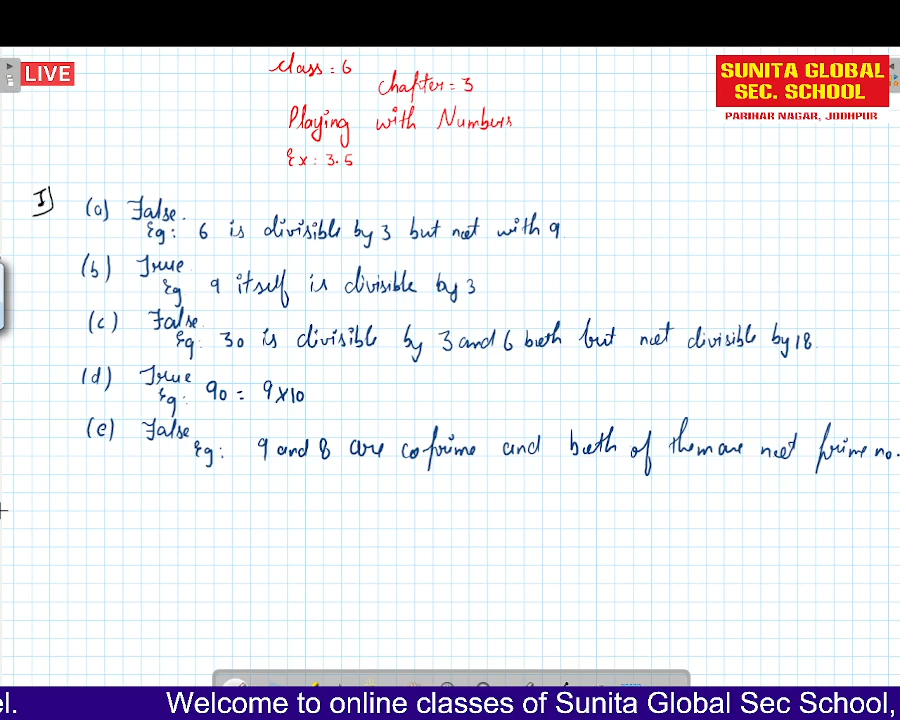 LIVE
class : 6
chapter = 3
SUNITA GLOBAL
SEC. SCHOOL
PARIHAR NAGAR, JODHPUR
Playing with Numbers
Ex : 3.5
I)
(a) False.
Eg: 6 is divisible by 3 but not with 9
(b) True
Eg 9 itself is divisible by 3
(c) False.
Eg: 30 is divisible by 3 and 6 both but not divisible by 18
(d) True
Eg: 90 = 9 x 10
(e) False
Eg: 9 and 8 are coprime and both of them are not prime no.
el. Welcome to online classes of Sunita Global Sec School,